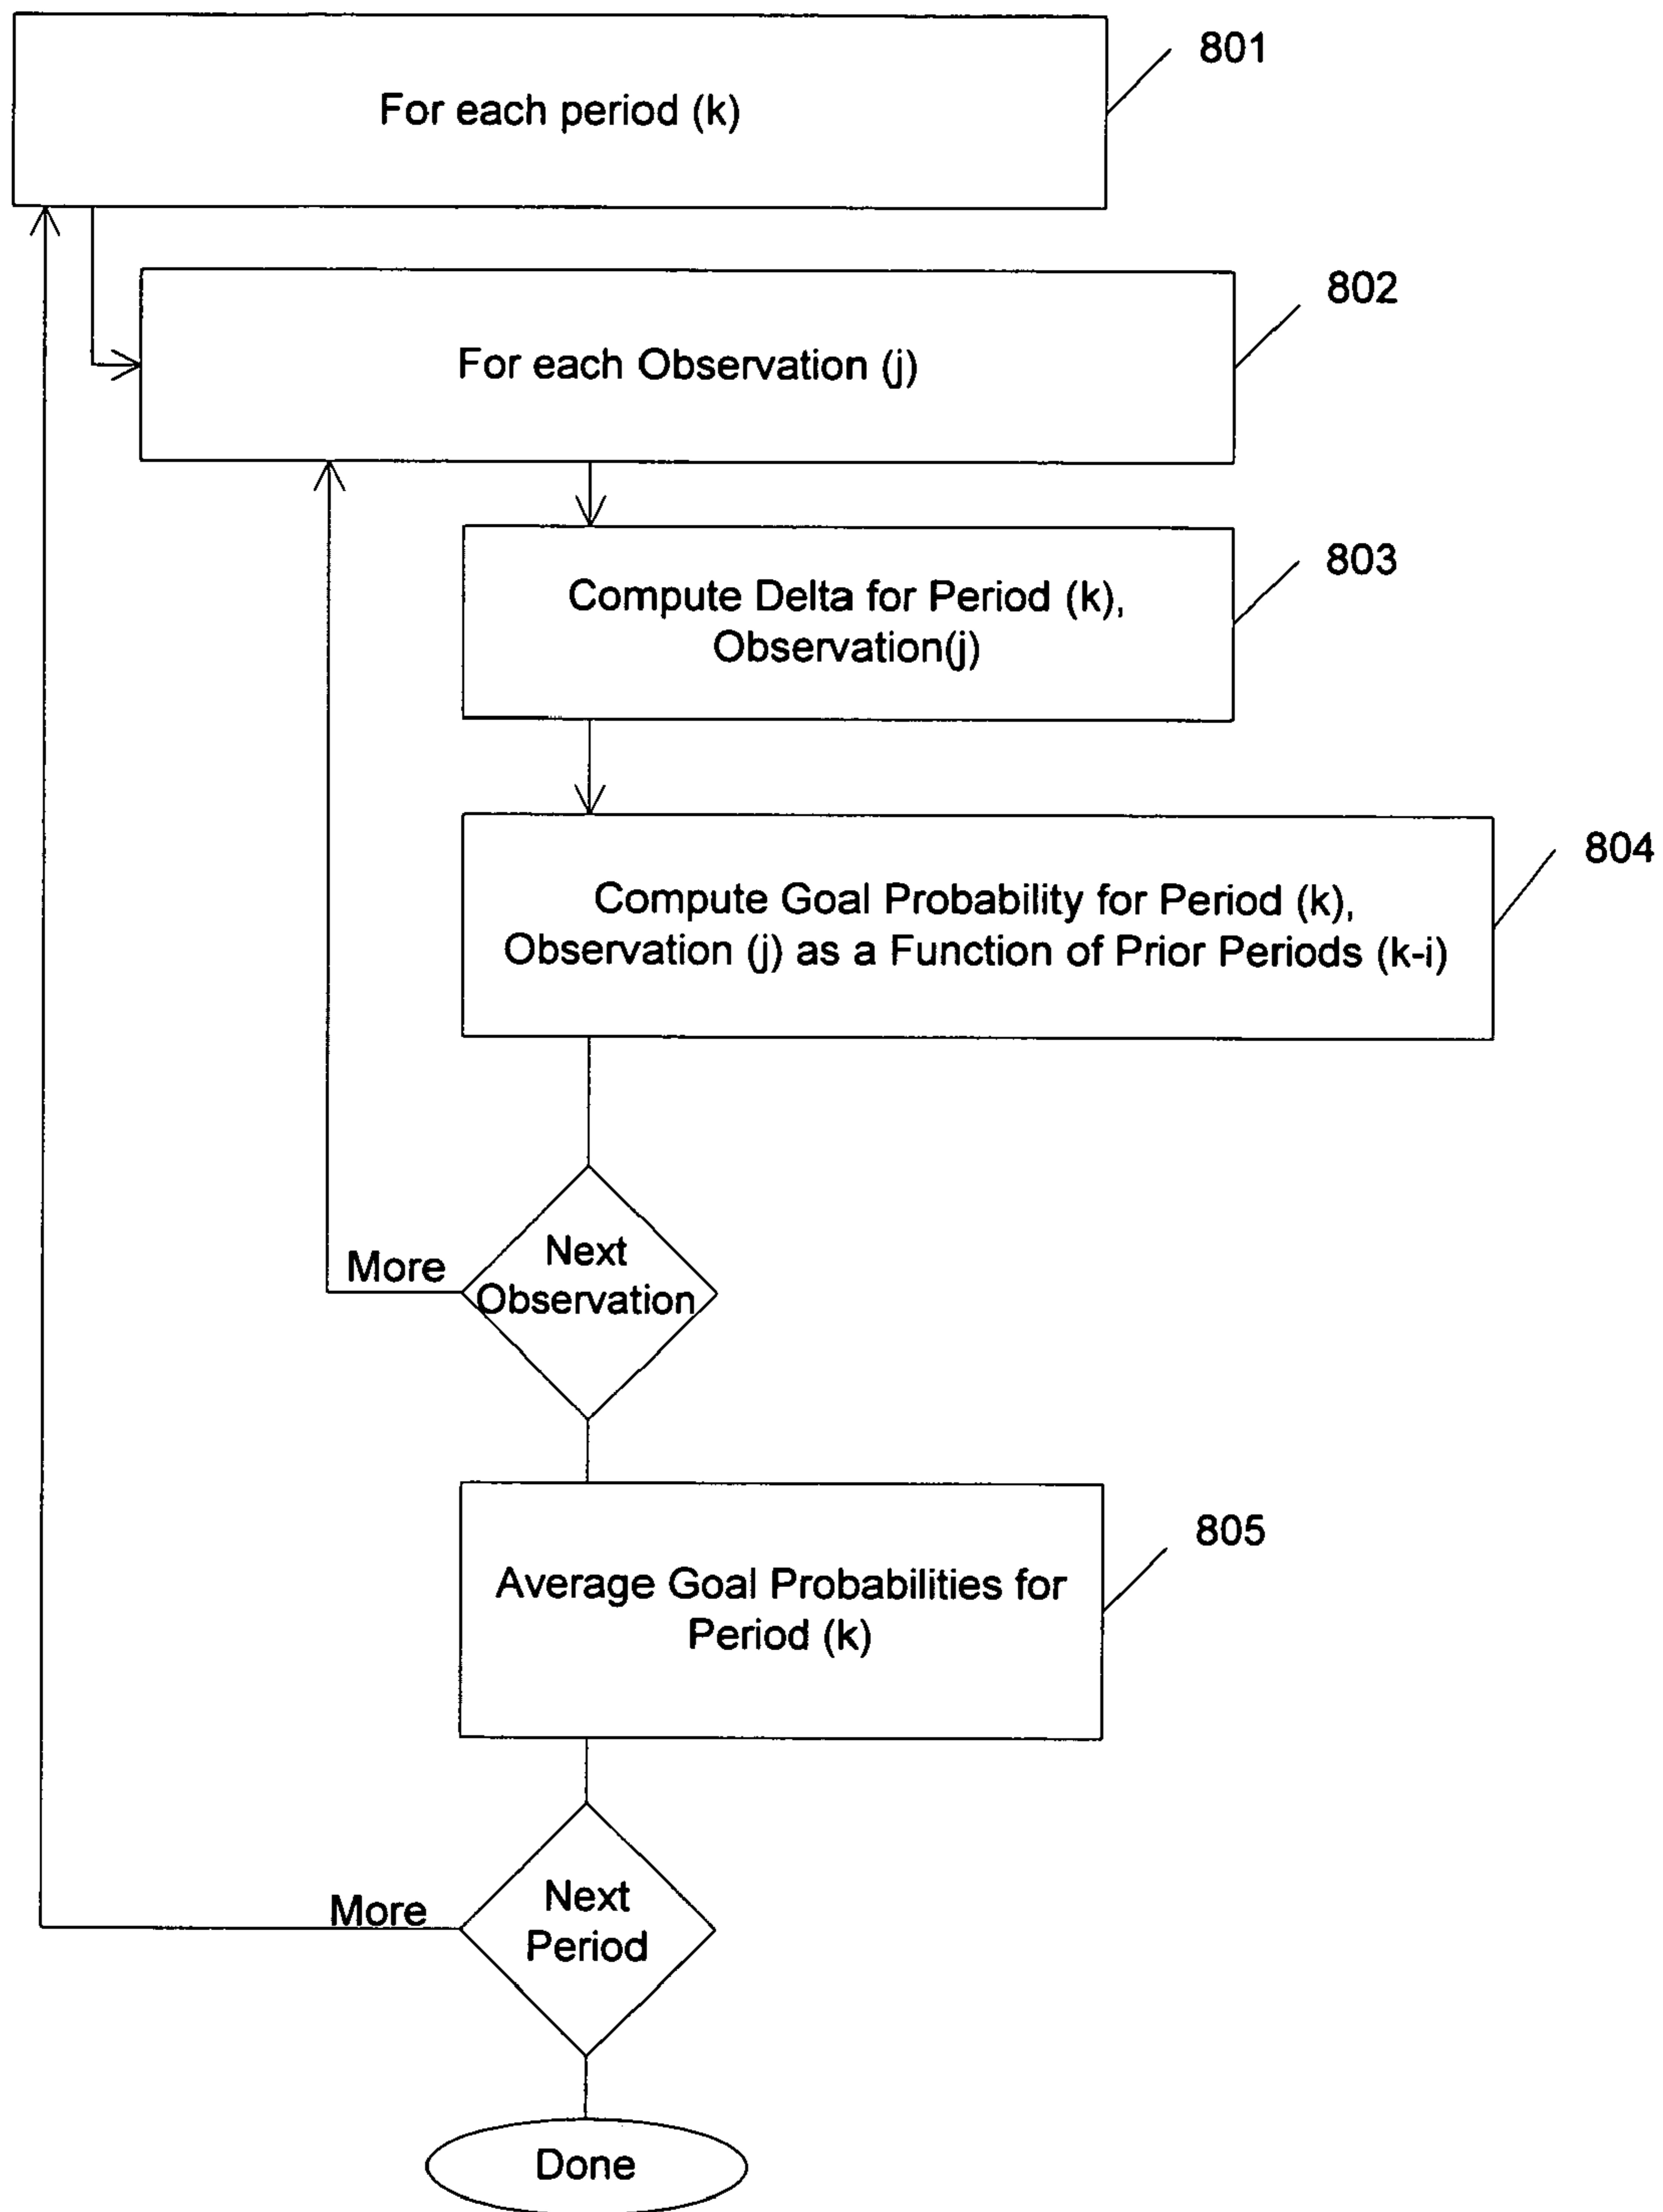 801
For each period (k)
802
For each Observation (j)
803
Compute Delta for Period (k),
Observation(j)
804
Compute Goal Probability for Period (k),
Observation (j) as a Function of Prior Periods (k-i)
More
Next
Observation
805
Average Goal Probabilities for
Period (k)
More
Next
Period
Done